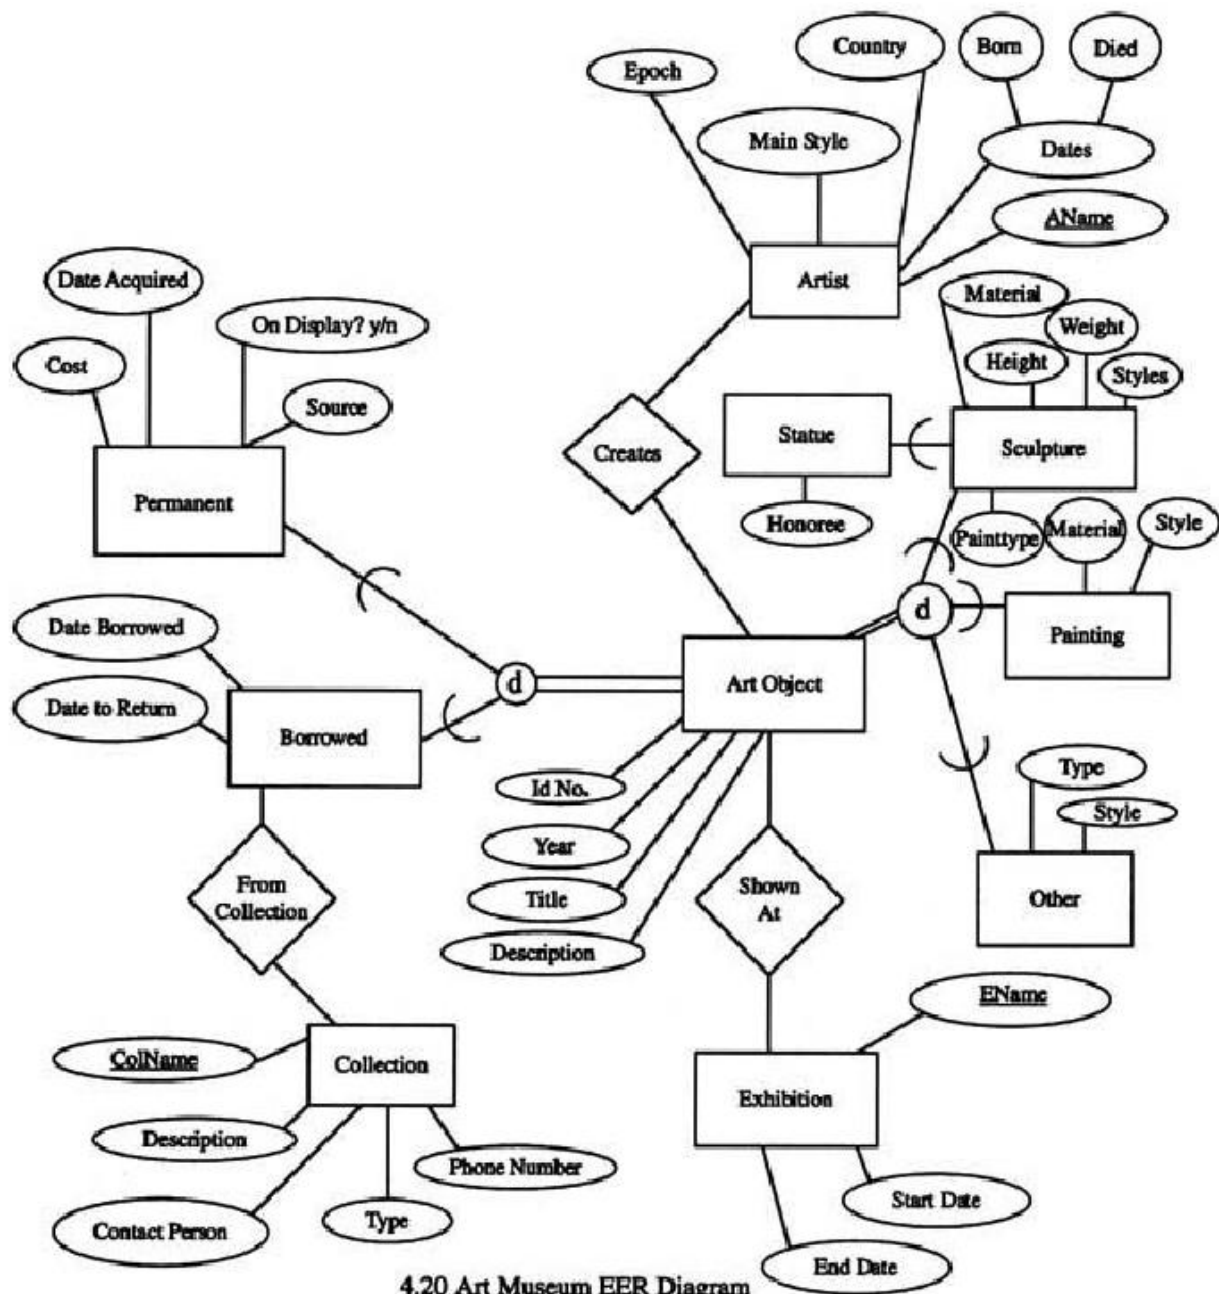 Country
Born
Died
Epoch
Main Style
Dates
AName
Date Acquired
Artist
Material
On Display? y/n
Weight
Cost
Height
Styles
Source
Statue
Sculpture
Creates
Permanent
Honoree
Painttype
Material
Style
d
Date Borrowed
Painting
d
Art Object
Date to Return
Borrowed
Id No.
Type
Style
Year
From
Collection
Title
Shown
At
Other
Description
EName
ColName
Collection
Exhibition
Description
Phone Number
Start Date
Contact Person
Type
End Date
4.20 Art Museum EER Diagram